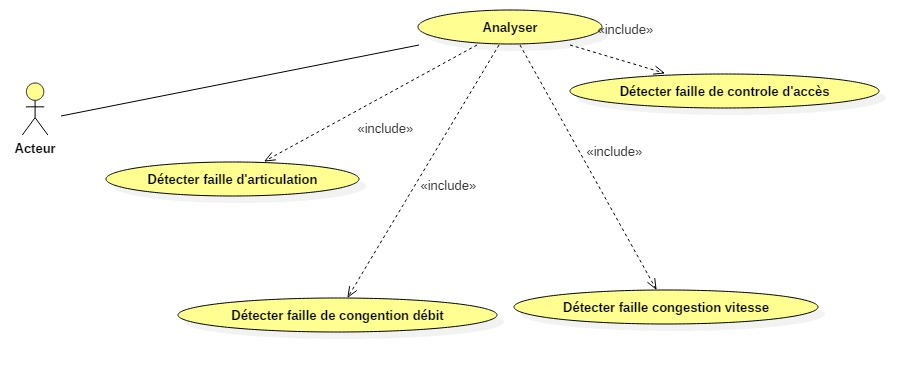 Analyser
«include»
Détecter faille de controle d'accès
Acteur
«include»
«include»
Détecter faille d'articulation
«include»
Détecter faille de congention débit
Détecter faille congestion vitesse